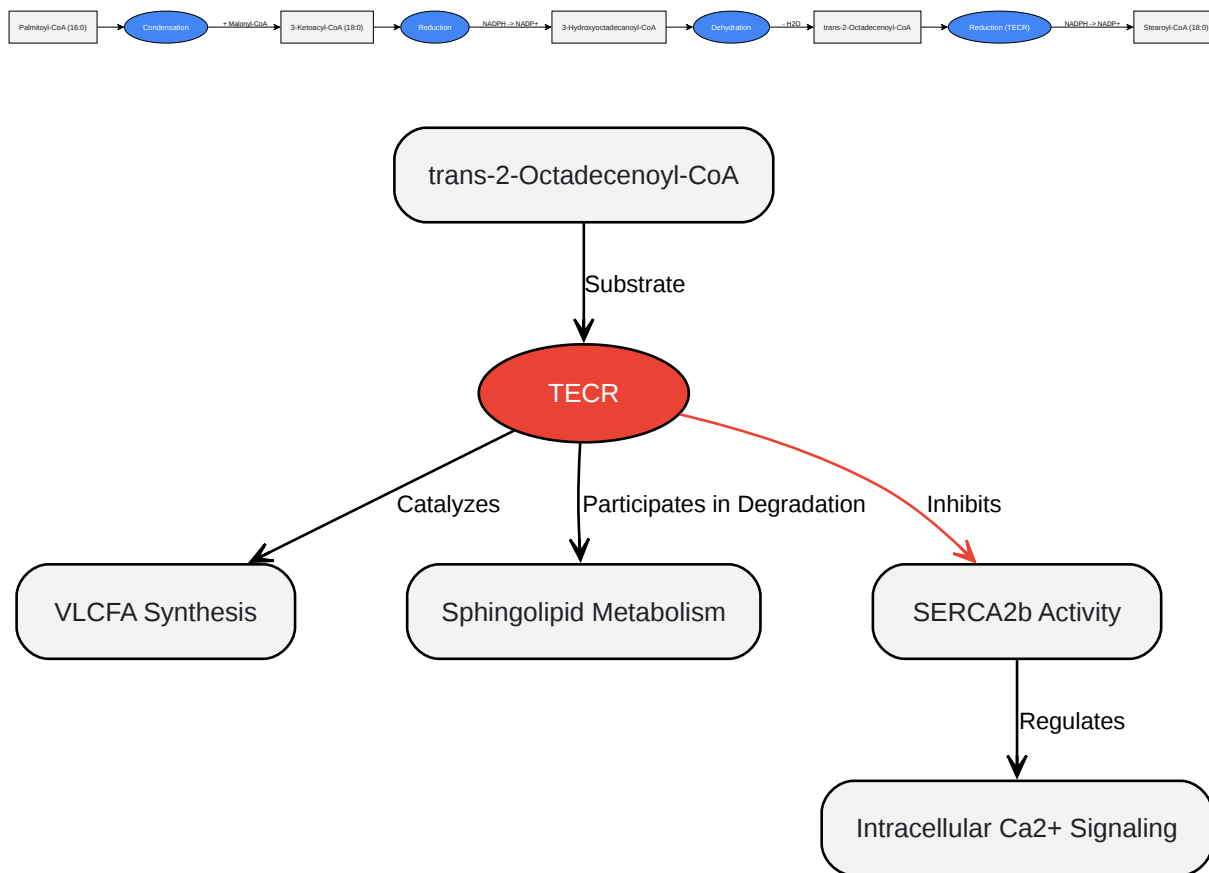 Palmitoyl-CoA (16:0)
Condensation
+ Malonyl-CoA
3-Ketoacyl-CoA (18:0)
Reduction
NADPH -> NADP+
3-Hydroxyoctadecanoyl-CoA
Dehydration
- H2O
trans-2-Octadecenoyl-CoA
Reduction (TECR)
NADPH -> NADP+
Stearoyl-CoA (18:0)
trans-2-Octadecenoyl-CoA
Substrate
TECR
Catalyzes
Participates in Degradation
Inhibits
VLCFA Synthesis
Sphingolipid Metabolism
SERCA2b Activity
Regulates
Intracellular Ca2+ Signaling